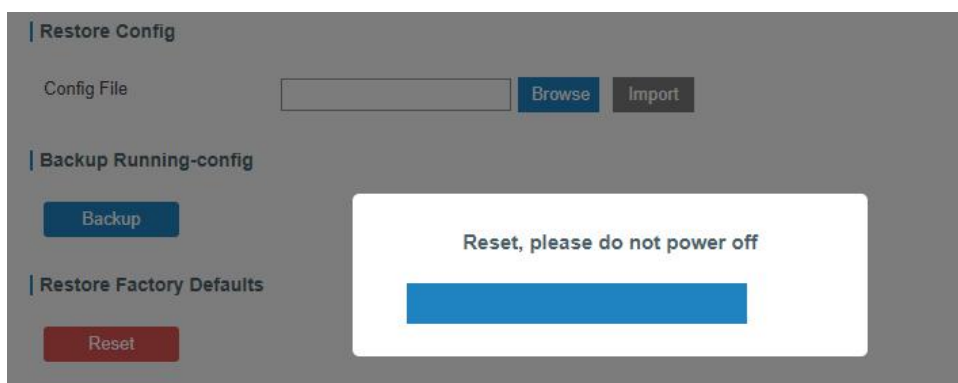 Restore Config
Config File
Browse
Import
Backup Running-config
Backup
Reset, please do not power off
Restore Factory Defaults
Reset